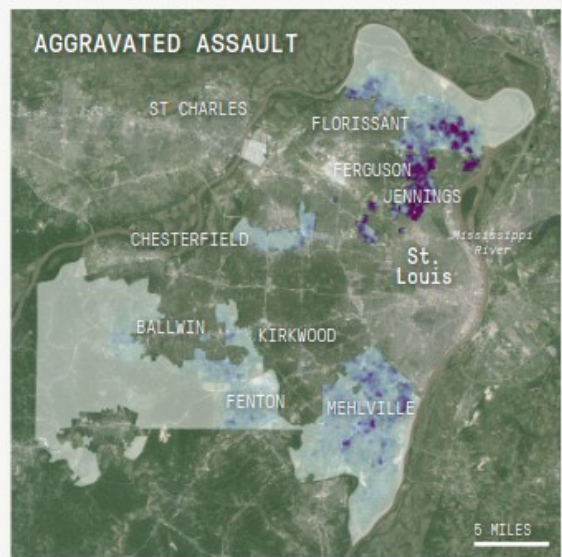 AGGRAVATED ASSAULT
ST CHARLES
FLORISSANT
FERGUSON
JENNINGS
CHESTERFIELD
Mississippi
River
St.
Louis
BALLWIN
KIRKWOOD
FENTON
MEHLVILLE
5 MILES